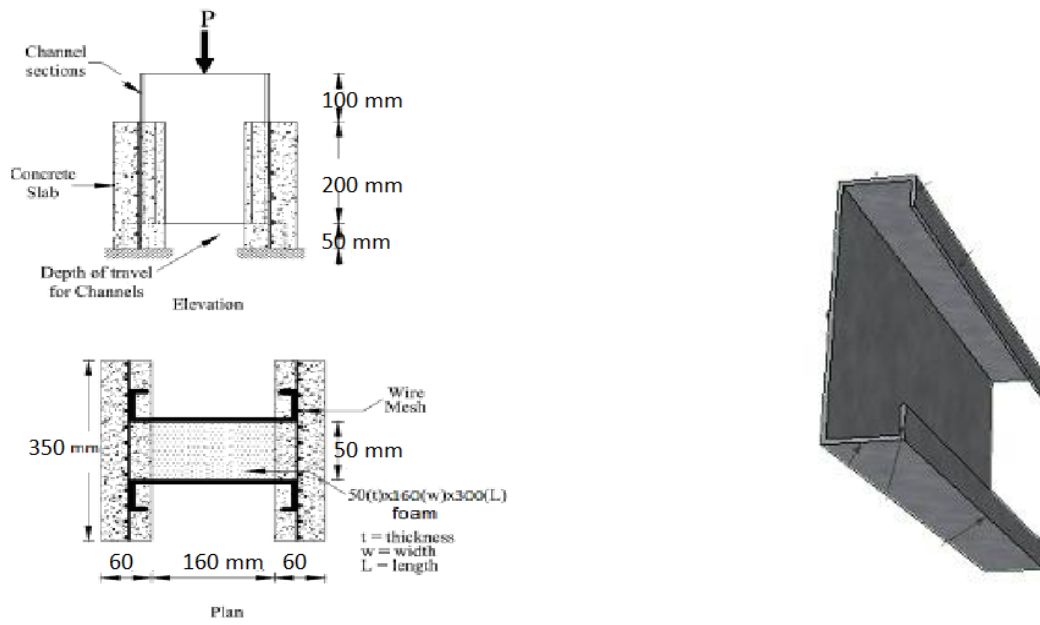 P
Channel
sections
100 mm
Concrete
Slab
200 mm
50 mm
Depth of travel
for Channels
Elevation
Wire
Mesh
350 mm
50 mm
50(t)x160(w)x300(L)
foam
t = thickness
w = width
L = length
60
160 mm
60
Plan